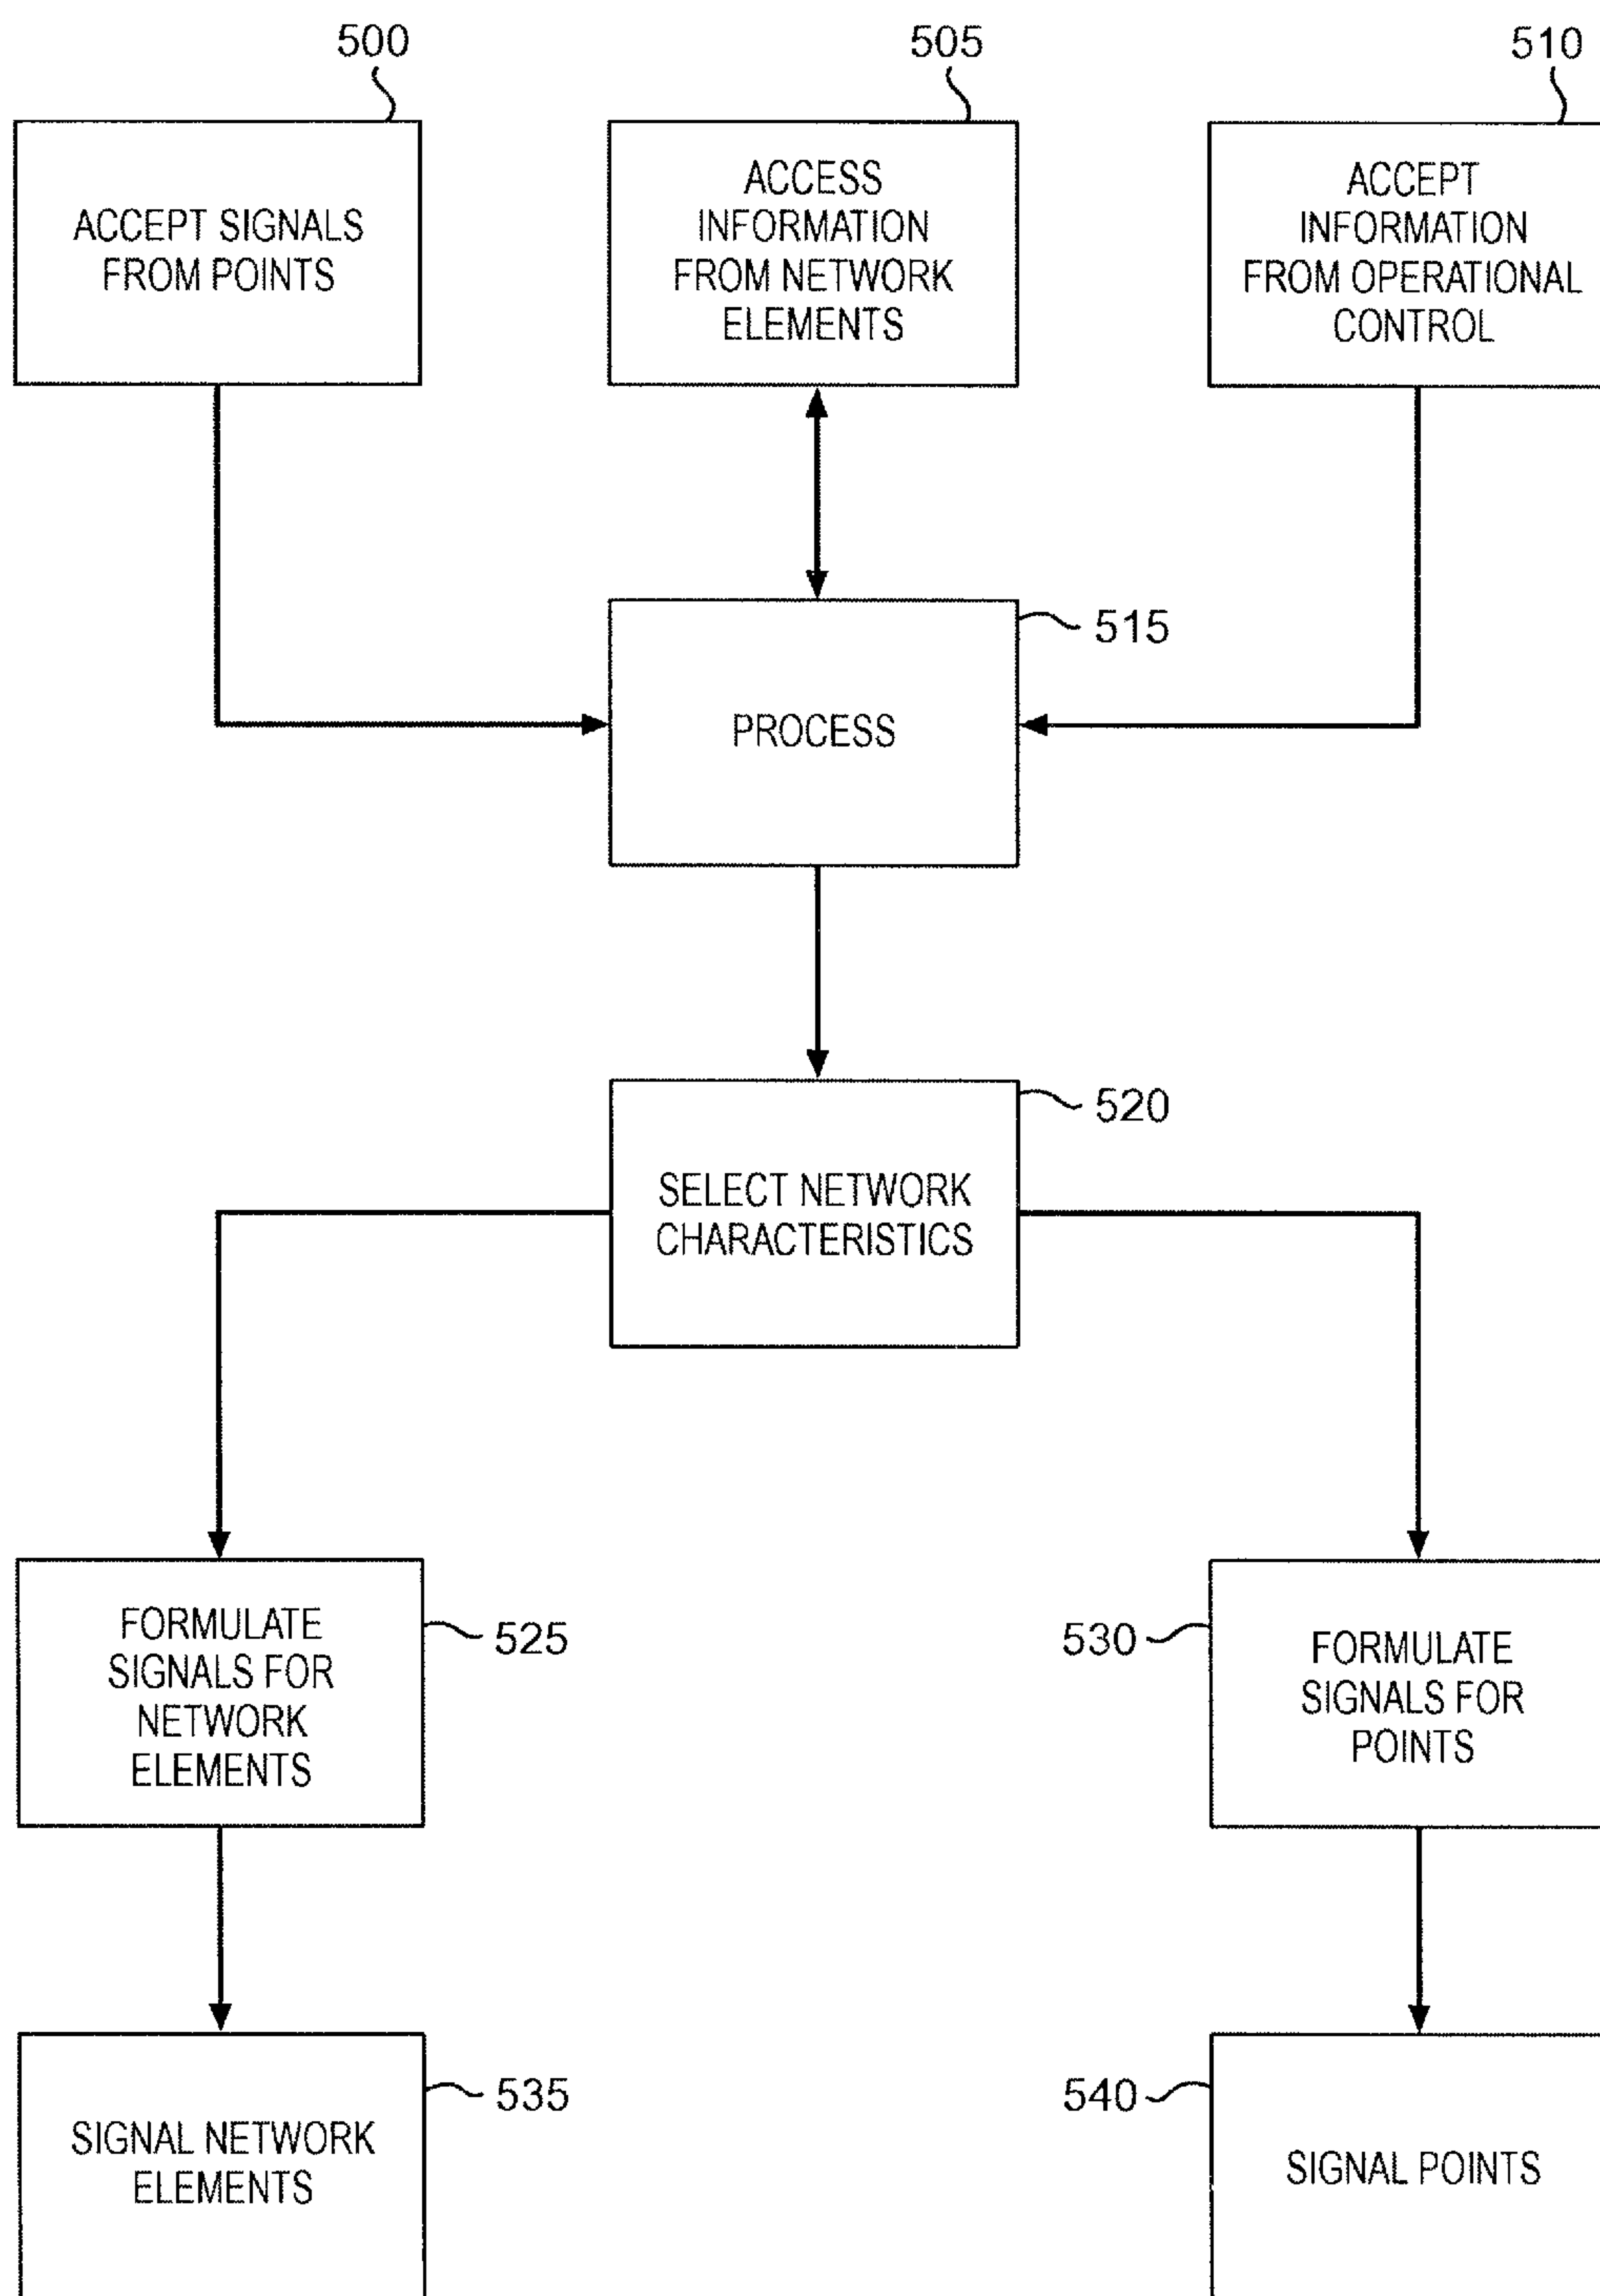 500
505
510
ACCEPT SIGNALS
FROM POINTS
ACCESS
INFORMATION
FROM NETWORK
ELEMENTS
ACCEPT
INFORMATION
FROM OPERATIONAL
CONTROL
515
PROCESS
520
SELECT NETWORK
CHARACTERISTICS
FORMULATE
SIGNALS FOR
NETWORK
ELEMENTS
525
530
FORMULATE
SIGNALS FOR
POINTS
SIGNAL NETWORK
ELEMENTS
535
540
SIGNAL POINTS